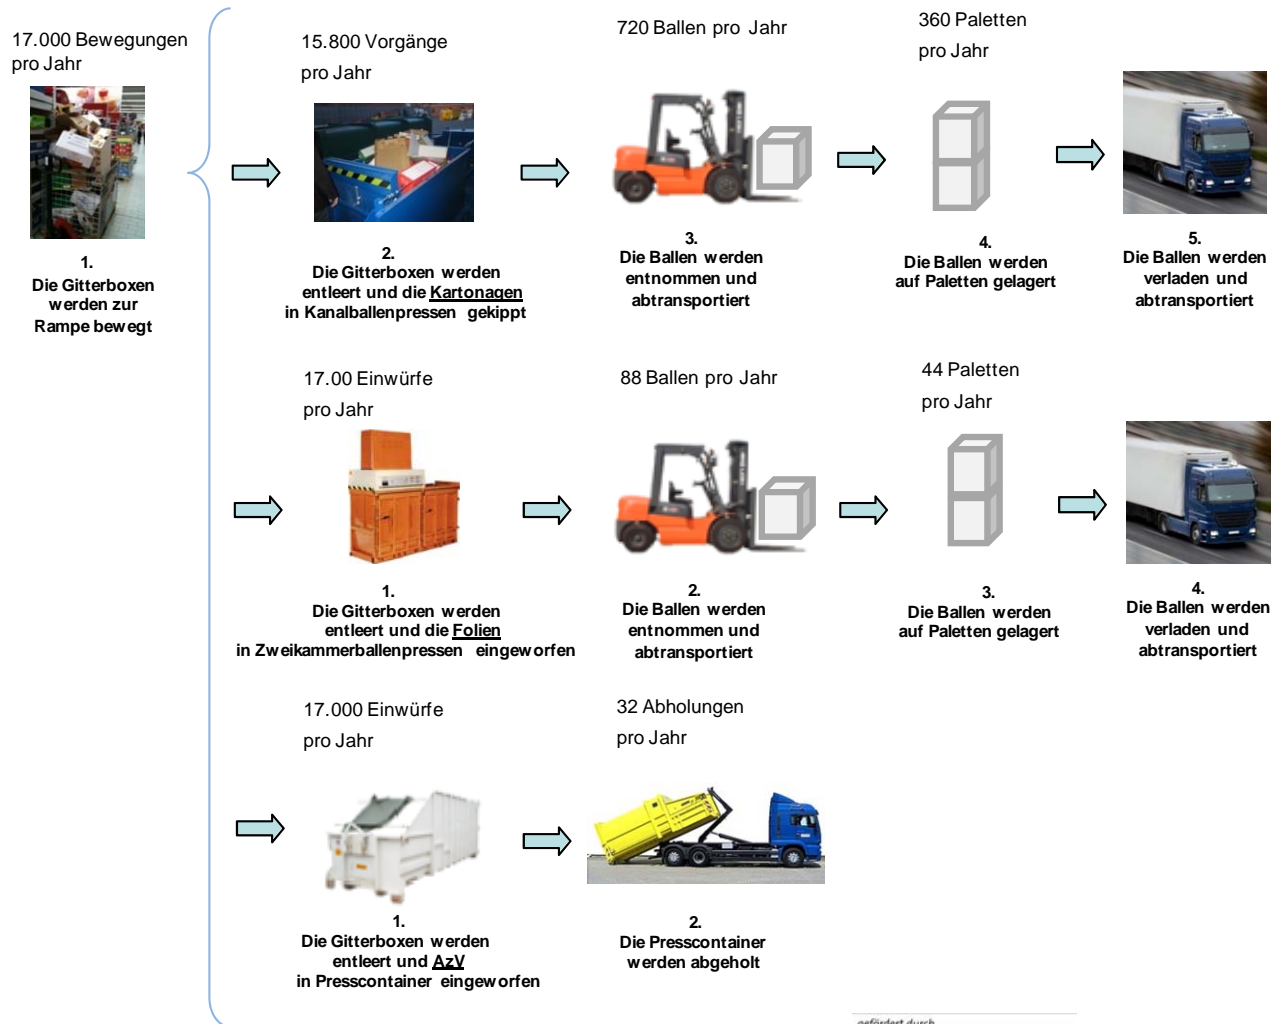 17.000 Bewegungen
pro Jahr
1.
Die Gitterboxen
werden zur
Rampe bewegt
15.800 Vorgänge
pro Jahr
2.
Die Gitterboxen werden
entleert und die Kartonagen
in Kanalballenpressen gekippt
720 Ballen pro Jahr
3.
Die Ballen werden
entnommen und
abtransportiert
360 Paletten
pro Jahr
4.
Die Ballen werden
auf Paletten gelagert
5.
Die Ballen werden
verladen und
abtransportiert
17.00 Einwürfe
pro Jahr
1.
Die Gitterboxen werden
entleert und die Folien
in Zweikammerballenpressen eingeworfen
88 Ballen pro Jahr
2.
Die Ballen werden
entnommen und
abtransportiert
44 Paletten
pro Jahr
3.
Die Ballen werden
auf Paletten gelagert
4.
Die Ballen werden
verladen und
abtransportiert
17.000 Einwürfe
pro Jahr
1.
Die Gitterboxen werden
entleert und AzV
in Presscontainer eingeworfen
32 Abholungen
pro Jahr
2.
Die Presscontainer
werden abgeholt
gefördert durch